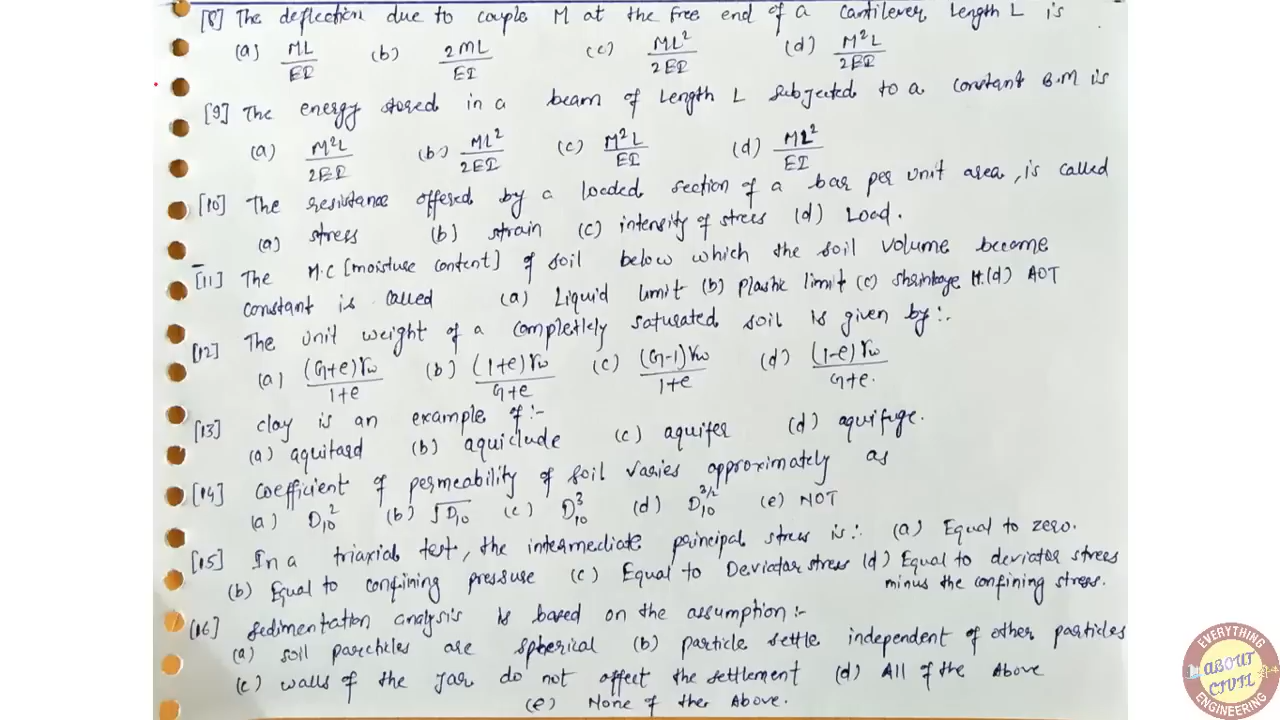 [8] The deflection due to couple M at the free end of a cantilever length L is
(a) ML/EI (b) 2ML/EI (c) ML²/2EI (d) M²L/2EI
[9] The energy stored in a beam of length L subjected to a constant B.M is
(a) M²L/2EI (b) ML²/2EI (c) M²L/EI (d) ML²/EI
[10] The resistance offered by a loaded section of a bar per unit area, is called
(a) stress (b) strain (c) intensity of stress (d) Load.
[11] The M.C [moisture content] of soil below which the soil volume become
constant is called (a) Liquid limit (b) plastic limit (c) shrinkage lt. (d) AOT
[12] The unit weight of a completlely saturated soil is given by:-
(a) (G+e)γw/1+e (b) (1+e)γw/G+e (c) (G-1)γw/1+e (d) (1-e)γw/G+e.
[13] clay is an example of:-
(a) aquitard (b) aquiclude (c) aquifer (d) aquifuge.
[14] coefficient of permeability of soil varies approximately as
(a) D₁₀² (b) √D₁₀ (c) D₁₀³ (d) D₁₀^3/2 (e) NOT
[15] In a triaxial test, the intermediate principal stress is:- (a) Equal to zero.
(b) Equal to confining pressure (c) Equal to Deviator stress (d) Equal to deviator stress
minus the confining stress.
[16] sedimentation analysis is based on the assumption:-
(a) soil parcticles are spherical (b) particle settle independent of other particles
(c) walls of the jar do not affect the settlement (d) All of the Above
(e) None of ther Above.
EVERYTHING
ABOUT
CIVIL
ENGINEERING